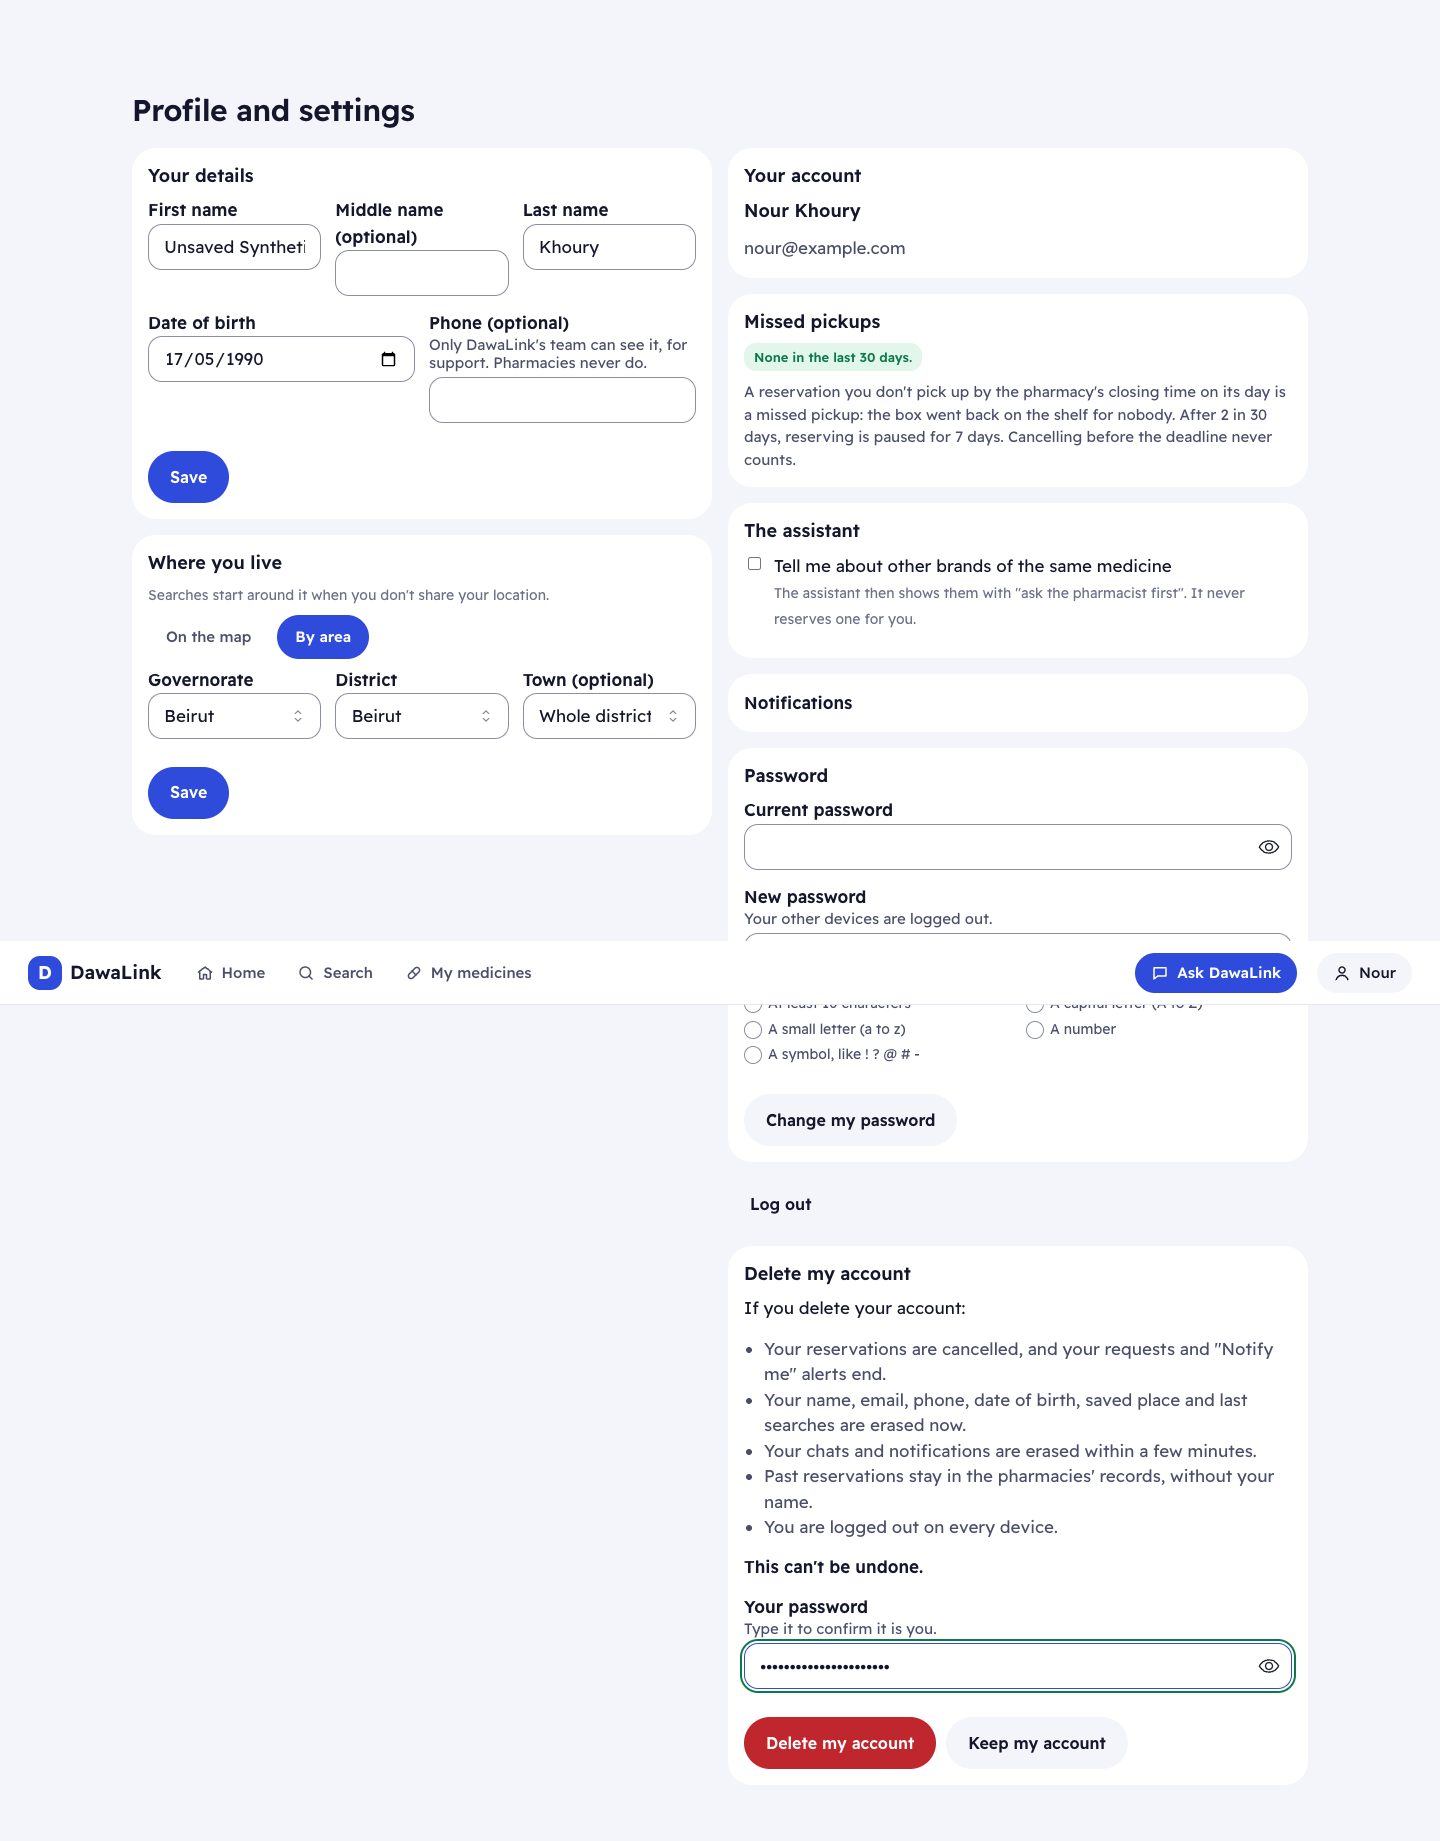 Profile and settings
Your details
First name
Middle name
(optional)
Last name
Unsaved Syntheti
Khoury
Date of birth
Phone (optional)
Only DawaLink's team can see it, for
support. Pharmacies never do.
17/05/1990
Save
Where you live
Searches start around it when you don't share your location.
On the map
By area
Governorate
District
Town (optional)
Beirut
Beirut
Whole district
Save
Your account
Nour Khoury
nour@example.com
Missed pickups
None in the last 30 days.
A reservation you don't pick up by the pharmacy's closing time on its day is
a missed pickup: the box went back on the shelf for nobody. After 2 in 30
days, reserving is paused for 7 days. Cancelling before the deadline never
counts.
The assistant
Tell me about other brands of the same medicine
The assistant then shows them with "ask the pharmacist first". It never
reserves one for you.
Notifications
Password
Current password
New password
Your other devices are logged out.
D DawaLink
Home
Search
My medicines
Ask DawaLink
Nour
At least 10 characters
A capital letter (A to Z)
A small letter (a to z)
A number
A symbol, like ! ? @ # -
Change my password
Log out
Delete my account
If you delete your account:
• Your reservations are cancelled, and your requests and "Notify
me" alerts end.
• Your name, email, phone, date of birth, saved place and last
searches are erased now.
• Your chats and notifications are erased within a few minutes.
• Past reservations stay in the pharmacies' records, without your
name.
• You are logged out on every device.
This can't be undone.
Your password
Type it to confirm it is you.
••••••••••••••••••••••
Delete my account
Keep my account